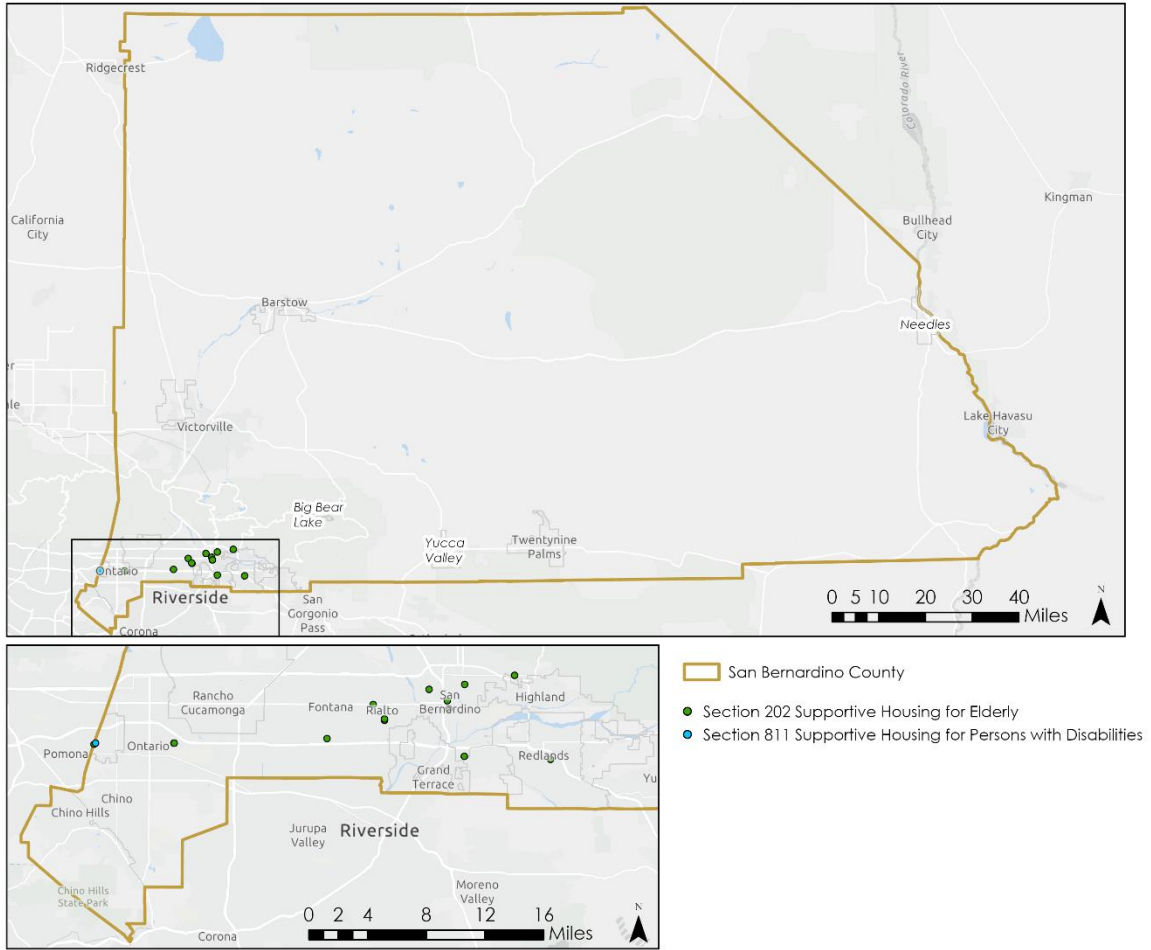 Ridgecrest
Colorado River
California
City
Kingman
Bullhead
City
Barstow
Needles
Victorville
Lake Havasu
City
Big Bear
Lake
Yucca
Valley
Twentynine
Palms
Ontario
Riverside
San
Gorgonio
Pass
Corona
0 5 10 20 30 40
Miles
N
Rancho
Cucamonga
Fontana
Rialto
San
Bernardino
Highland
Pomona
Ontario
Redlands
Grand
Terrace
Yu
Chino
Chino Hills
Jurupa
Valley
Riverside
Chino Hills
State Park
Moreno
Valley
Corona
0 2 4 8 12 16
Miles
N
San Bernardino County
Section 202 Supportive Housing for Elderly
Section 811 Supportive Housing for Persons with Disabilities